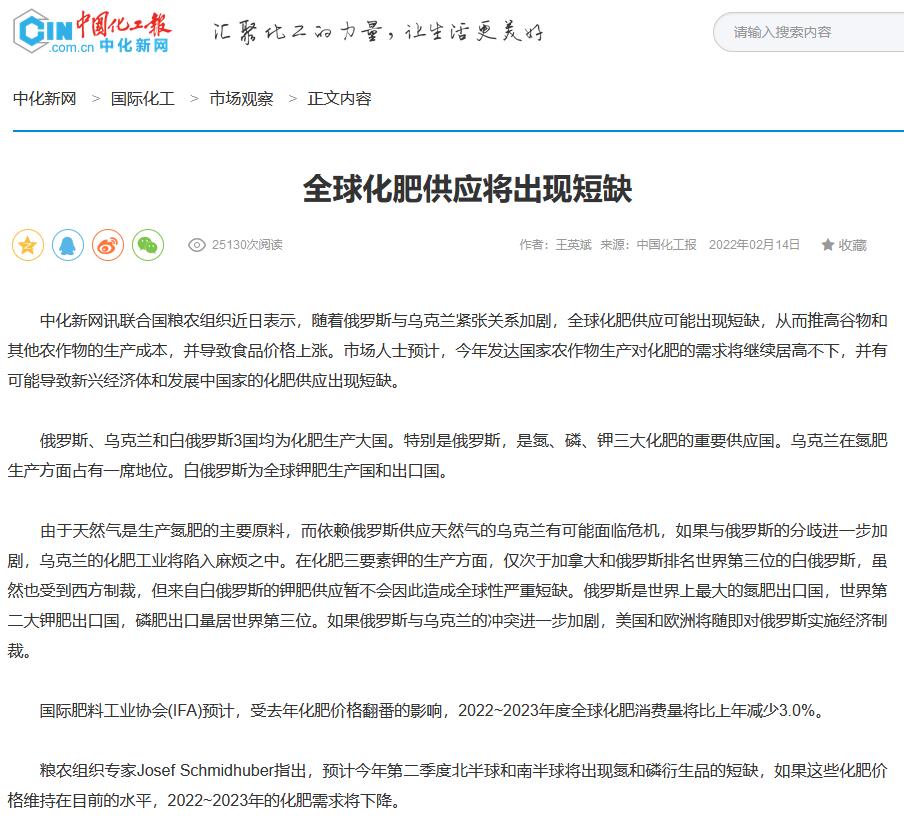 CIN中国化工报
.com.cn 中化新网
汇聚化工的力量，让生活更美好
请输入搜索内容
中化新网 > 国际化工 > 市场观察 > 正文内容
全球化肥供应将出现短缺
25130次阅读 作者：王英斌 来源：中国化工报 2022年02月14日 收藏
中化新网讯联合国粮农组织近日表示，随着俄罗斯与乌克兰紧张关系加剧，全球化肥供应可能出现短缺，从而推高谷物和
其他农作物的生产成本，并导致食品价格上涨。市场人士预计，今年发达国家农作物生产对化肥的需求将继续居高不下，并有
可能导致新兴经济体和发展中国家的化肥供应出现短缺。
俄罗斯、乌克兰和白俄罗斯3国均为化肥生产大国。特别是俄罗斯，是氮、磷、钾三大化肥的重要供应国。乌克兰在氮肥
生产方面占有一席地位。白俄罗斯为全球钾肥生产国和出口国。
由于天然气是生产氮肥的主要原料，而依赖俄罗斯供应天然气的乌克兰有可能面临危机，如果与俄罗斯的分歧进一步加
剧，乌克兰的化肥工业将陷入麻烦之中。在化肥三要素钾的生产方面，仅次于加拿大和俄罗斯排名世界第三位的白俄罗斯，虽
然也受到西方制裁，但来自白俄罗斯的钾肥供应暂不会因此造成全球性严重短缺。俄罗斯是世界上最大的氮肥出口国，世界第
二大钾肥出口国，磷肥出口量居世界第三位。如果俄罗斯与乌克兰的冲突进一步加剧，美国和欧洲将随即对俄罗斯实施经济制
裁。
国际肥料工业协会(IFA)预计，受去年化肥价格翻番的影响，2022~2023年度全球化肥消费量将比上年减少3.0%。
粮农组织专家Josef Schmidhuber指出，预计今年第二季度北半球和南半球将出现氮和磷衍生品的短缺，如果这些化肥价
格维持在目前的水平，2022~2023年的化肥需求将下降。